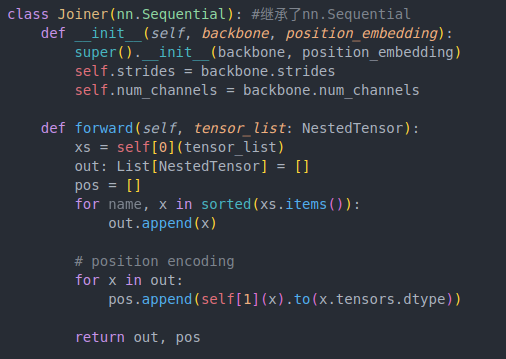 class Joiner(nn.Sequential): #继承了nn.Sequential
    def __init__(self, backbone, position_embedding):
        super().__init__(backbone, position_embedding)
        self.strides = backbone.strides
        self.num_channels = backbone.num_channels

    def forward(self, tensor_list: NestedTensor):
        xs = self[0](tensor_list)
        out: List[NestedTensor] = []
        pos = []
        for name, x in sorted(xs.items()):
            out.append(x)

        # position encoding
        for x in out:
            pos.append(self[1](x).to(x.tensors.dtype))

        return out, pos